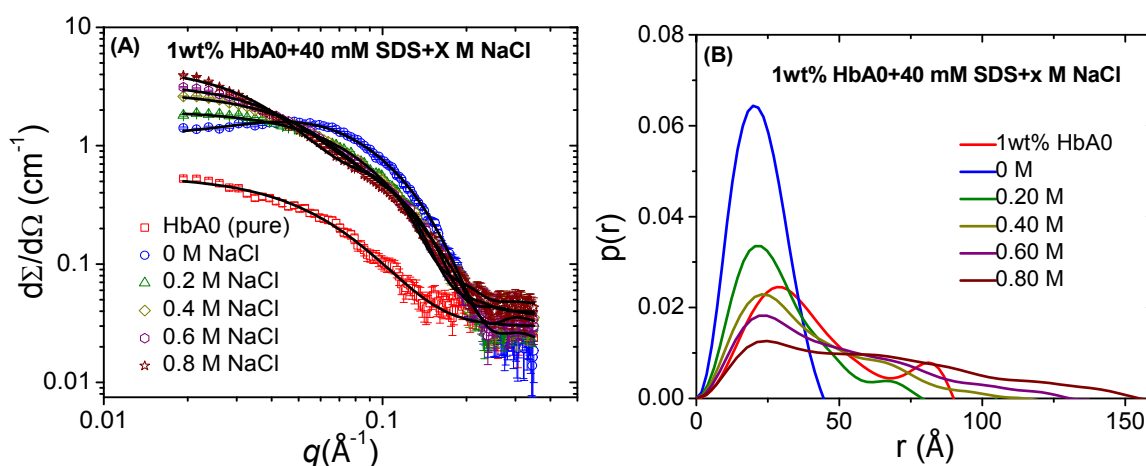 (A)
1wt% HbA0+40 mM SDS+X M NaCl
dΣ/dΩ (cm⁻¹)
10
1
0.1
0.01
HbA0 (pure)
0 M NaCl
0.2 M NaCl
0.4 M NaCl
0.6 M NaCl
0.8 M NaCl
0.01
0.1
q(Å⁻¹)
(B)
1wt% HbA0+40 mM SDS+x M NaCl
p(r)
0.08
0.06
0.04
0.02
0.00
1wt% HbA0
0 M
0.20 M
0.40 M
0.60 M
0.80 M
0
50
100
150
r (Å)